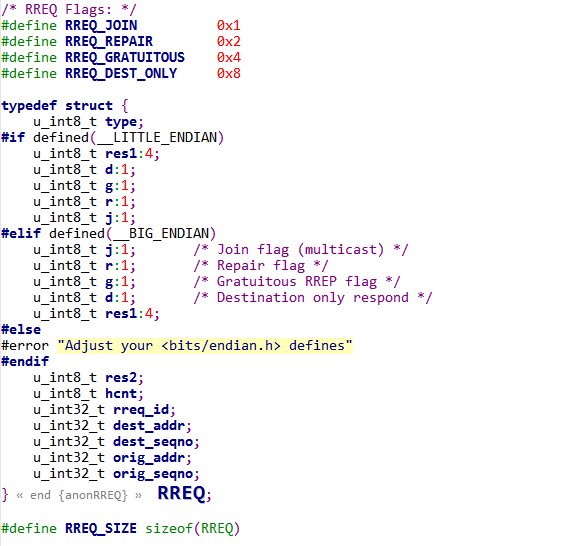 /* RREQ Flags: */
#define RREQ_JOIN          0x1
#define RREQ_REPAIR        0x2
#define RREQ_GRATUITOUS    0x4
#define RREQ_DEST_ONLY     0x8

typedef struct {
    u_int8_t type;
#if defined(__LITTLE_ENDIAN)
    u_int8_t res1:4;
    u_int8_t d:1;
    u_int8_t g:1;
    u_int8_t r:1;
    u_int8_t j:1;
#elif defined(__BIG_ENDIAN)
    u_int8_t j:1;       /* Join flag (multicast) */
    u_int8_t r:1;       /* Repair flag */
    u_int8_t g:1;       /* Gratuitous RREP flag */
    u_int8_t d:1;       /* Destination only respond */
    u_int8_t res1:4;
#else
#error "Adjust your <bits/endian.h> defines"
#endif
    u_int8_t res2;
    u_int8_t hcnt;
    u_int32_t rreq_id;
    u_int32_t dest_addr;
    u_int32_t dest_seqno;
    u_int32_t orig_addr;
    u_int32_t orig_seqno;
} « end {anonRREQ} » RREQ;

#define RREQ_SIZE sizeof(RREQ)